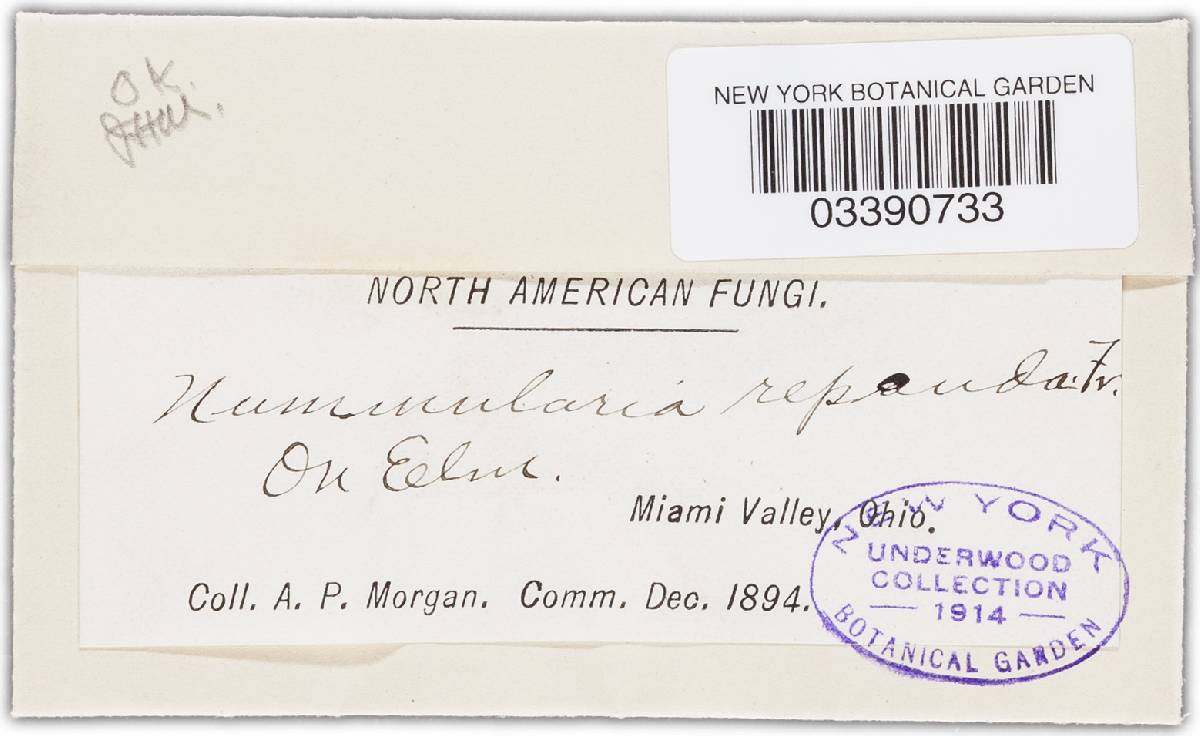 O K.
NEW YORK BOTANICAL GARDEN
03390733
NORTH AMERICAN FUNGI.
Nummularia repanda. Fr.
On Elm.
Miami Valley, Ohio.
Coll. A. P. Morgan. Comm. Dec. 1894.
NEW YORK
UNDERWOOD
COLLECTION
— 1914 —
BOTANICAL GARDEN